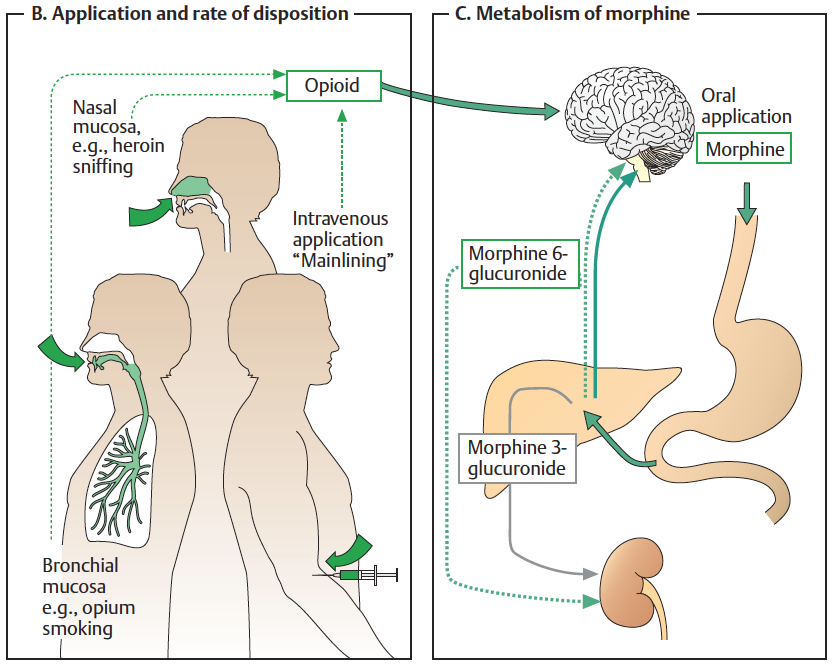 B. Application and rate of disposition
Opioid
Nasal
mucosa,
e.g., heroin
sniffing
Intravenous
application
“Mainlining”
Bronchial
mucosa
e.g., opium
smoking
C. Metabolism of morphine
Oral
application
Morphine
Morphine 6-
glucuronide
Morphine 3-
glucuronide